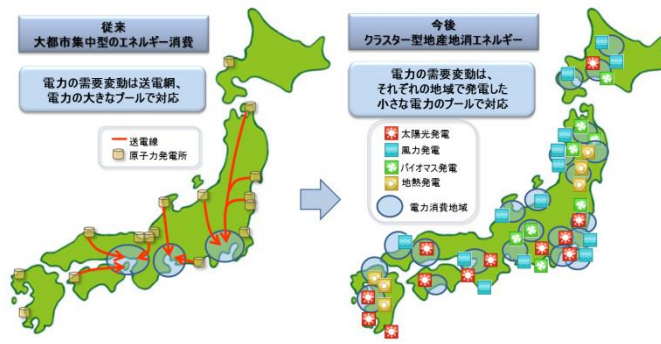 従来
大都市集中型のエネルギー消費
電力の需要変動は送電網、
電力の大きなプールで対応
送電線
原子力発電所
今後
クラスター型地産地消エネルギー
電力の需要変動は、
それぞれの地域で発電した
小さな電力のプールで対応
太陽光発電
風力発電
バイオマス発電
地熱発電
電力消費地域